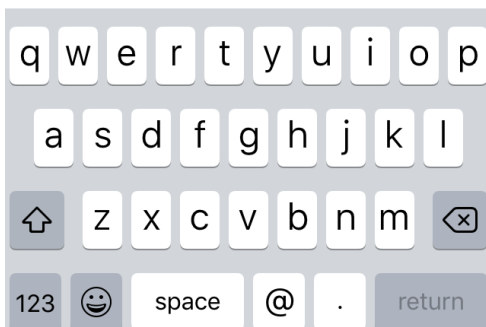 q w e r t y u i o p
a s d f g h j k l
z x c v b n m
123 space @ . return